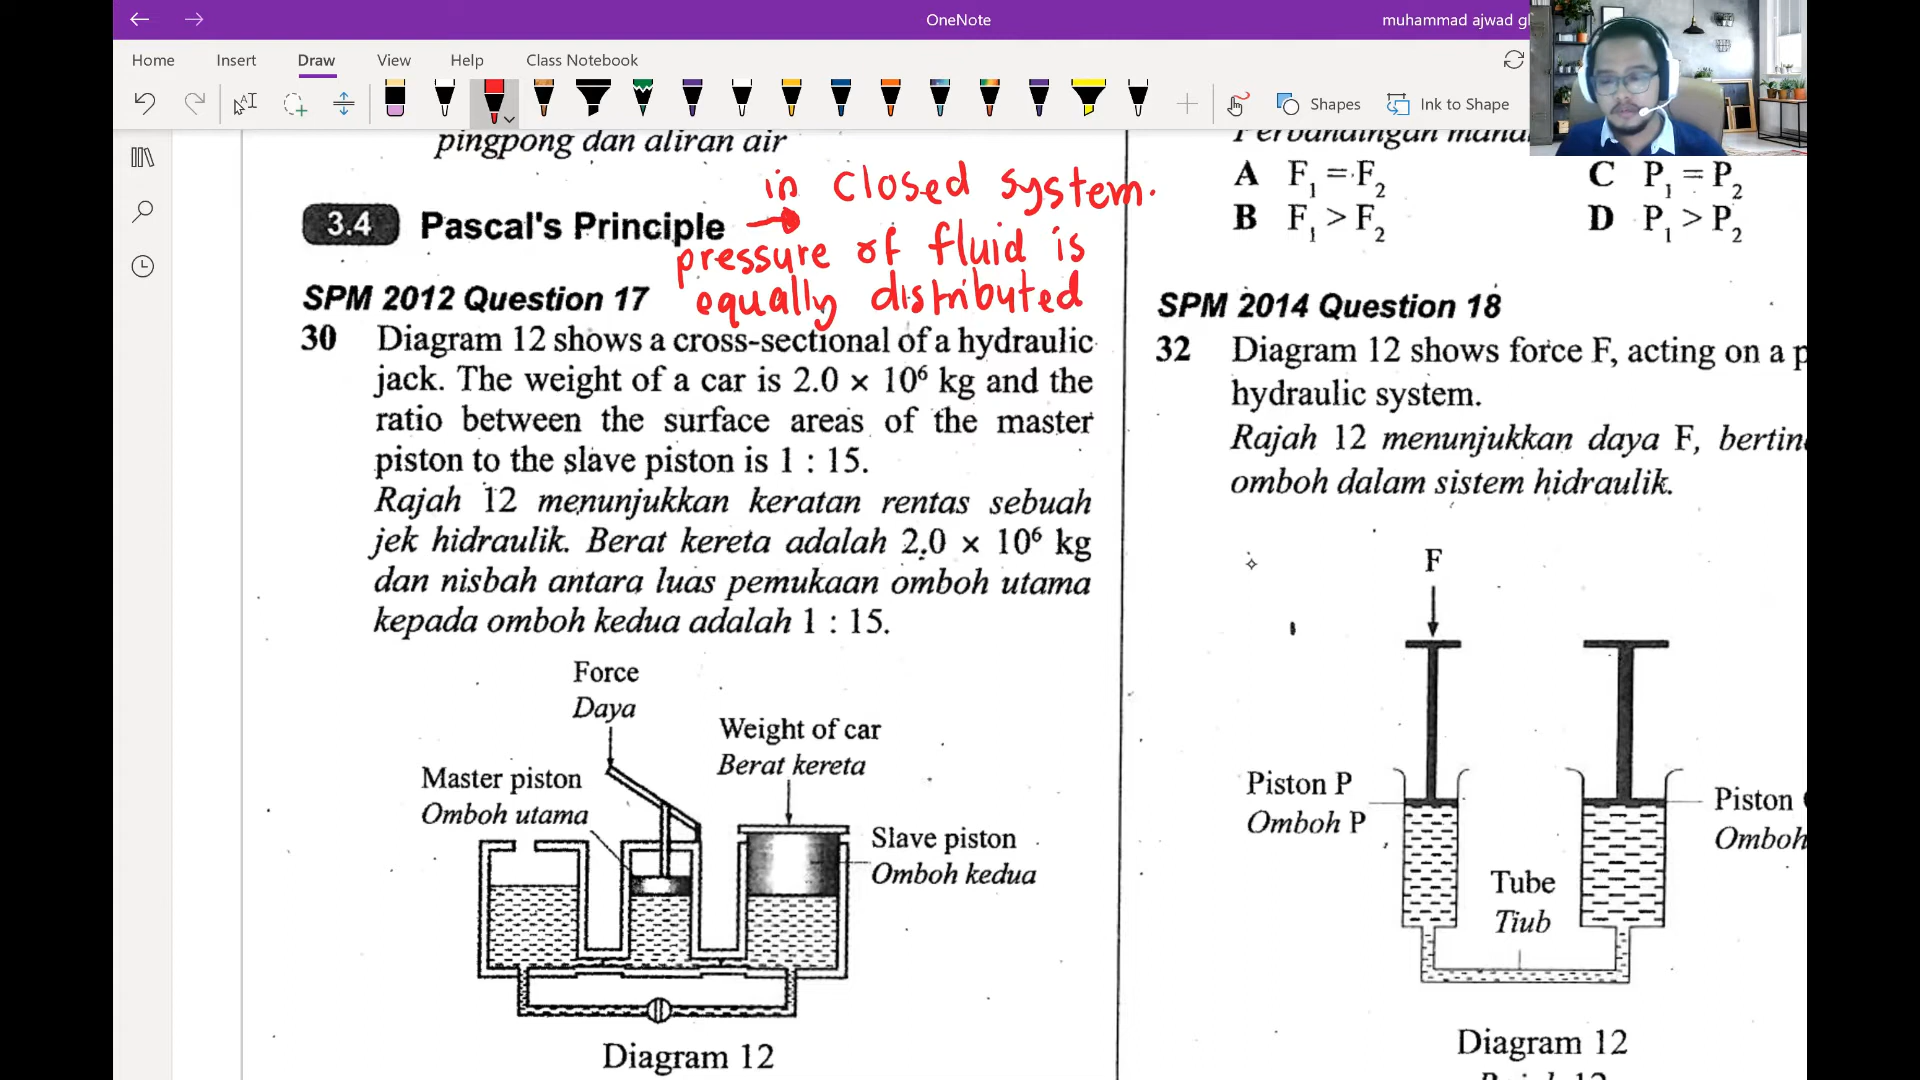 OneNote
muhammad ajwad
Home
Insert
Draw
View
Help
Class Notebook
Shapes
Ink to Shape
pingpong dan aliran air
3.4 Pascal's Principle
in closed system.
pressure of fluid is
equally distributed
SPM 2012 Question 17
30 Diagram 12 shows a cross-sectional of a hydraulic
jack. The weight of a car is 2.0 × 10⁶ kg and the
ratio between the surface areas of the master
piston to the slave piston is 1 : 15.
Rajah 12 menunjukkan keratan rentas sebuah
jek hidraulik. Berat kereta adalah 2.0 × 10⁶ kg
dan nisbah antara luas pemukaan omboh utama
kepada omboh kedua adalah 1 : 15.
Force
Daya
Weight of car
Berat kereta
Master piston
Omboh utama
Slave piston
Omboh kedua
Diagram 12
Perbandingan
A F₁ = F₂
C P₁ = P₂
B F₁ > F₂
D P₁ > P₂
SPM 2014 Question 18
32 Diagram 12 shows force F, acting on a p
hydraulic system.
Rajah 12 menunjukkan daya F, bertin
omboh dalam sistem hidraulik.
F
Piston P
Omboh P
Piston
Omboh
Tube
Tiub
Diagram 12